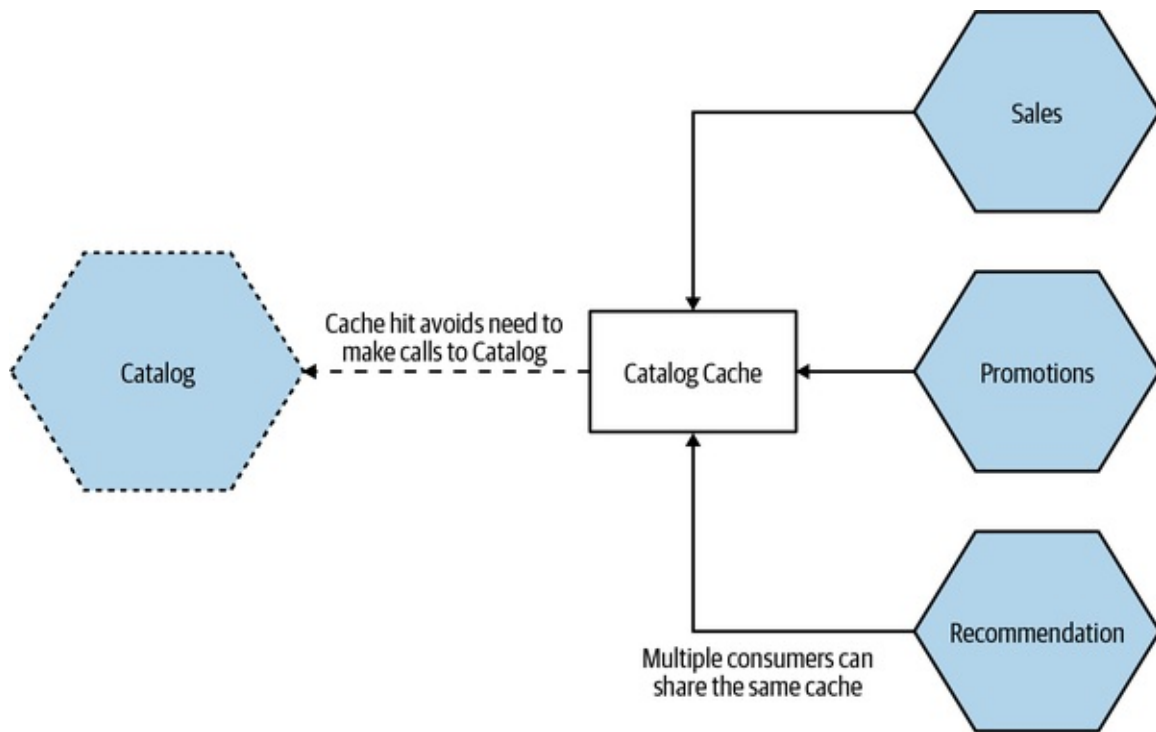 Sales
Cache hit avoids need to
make calls to Catalog
Catalog
Catalog Cache
Promotions
Recommendation
Multiple consumers can
share the same cache